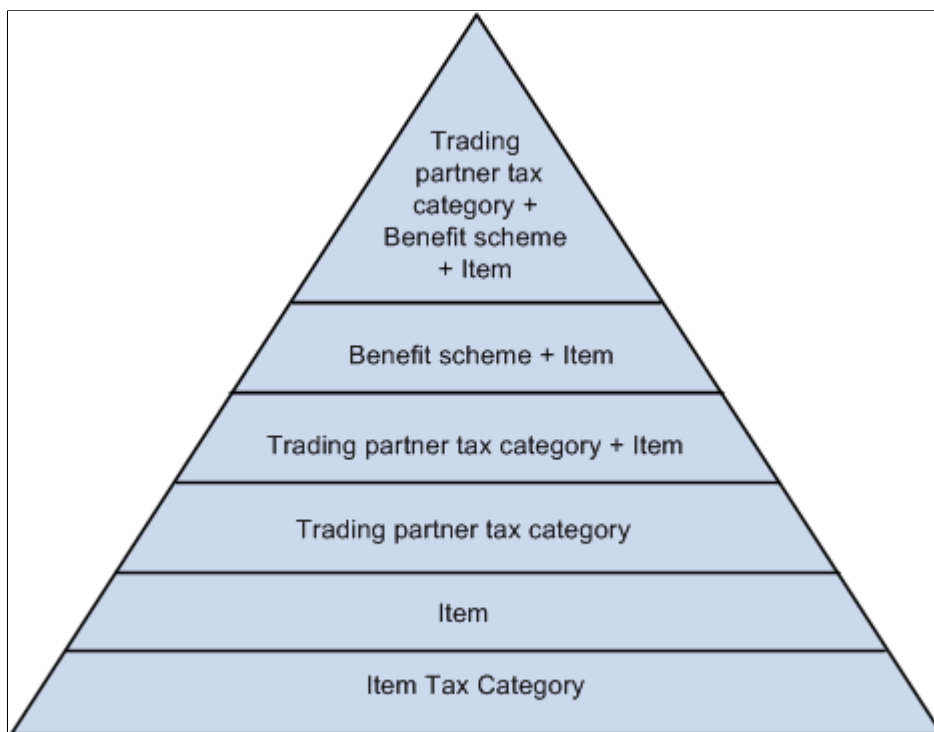 Trading
partner tax
category +
Benefit scheme
+ Item
Benefit scheme + Item
Trading partner tax category + Item
Trading partner tax category
Item
Item Tax Category